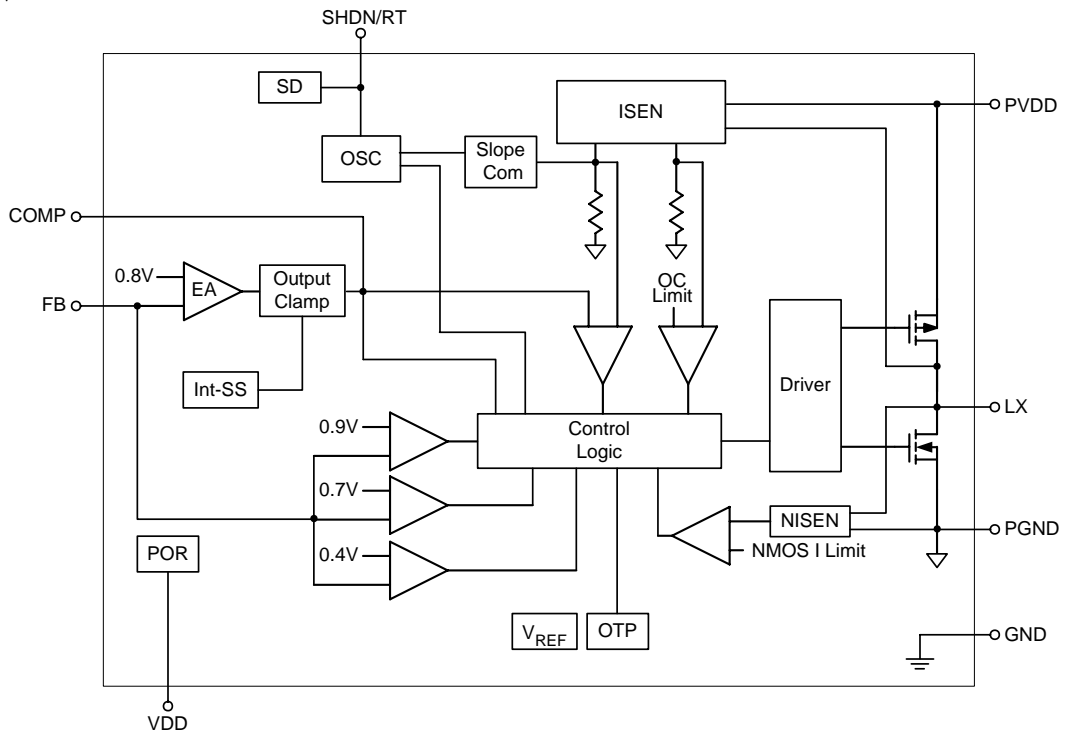 SHDN/RT
SD
ISEN
PVDD
OSC
Slope
Com
COMP
0.8V
EA
Output
Clamp
OC
Limit
FB
Int-SS
Driver
LX
0.9V
Control
Logic
0.7V
NISEN
PGND
POR
0.4V
NMOS I Limit
VREF
OTP
GND
VDD